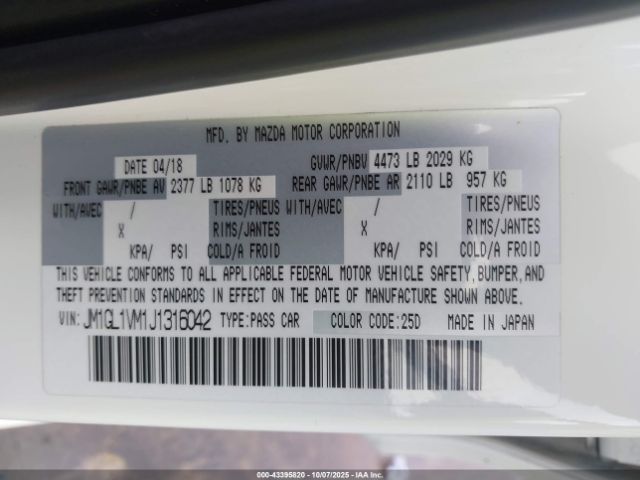 MFD. BY MAZDA MOTOR CORPORATION
DATE 04/18 GVWR/PNBV 4473 LB 2029 KG
FRONT GAWR/PNBE AV 2377 LB 1078 KG REAR GAWR/PNBE AR 2110 LB 957 KG
WITH/AVEC / TIRES/PNEUS WITH/AVEC / TIRES/PNEUS
X RIMS/JANTES X RIMS/JANTES
KPA/ PSI COLD/A FROID KPA/ PSI COLD/A FROID
THIS VEHICLE CONFORMS TO ALL APPLICABLE FEDERAL MOTOR VEHICLE SAFETY,BUMPER,AND
THEFT PREVENTION STANDARDS IN EFFECT ON THE DATE OF MANUFACTURE SHOWN ABOVE.
VIN: JM1GL1VM1J1316042 TYPE:PASS CAR COLOR CODE:25D MADE IN JAPAN
000-43395820 - 10/07/2025 - IAA Inc.